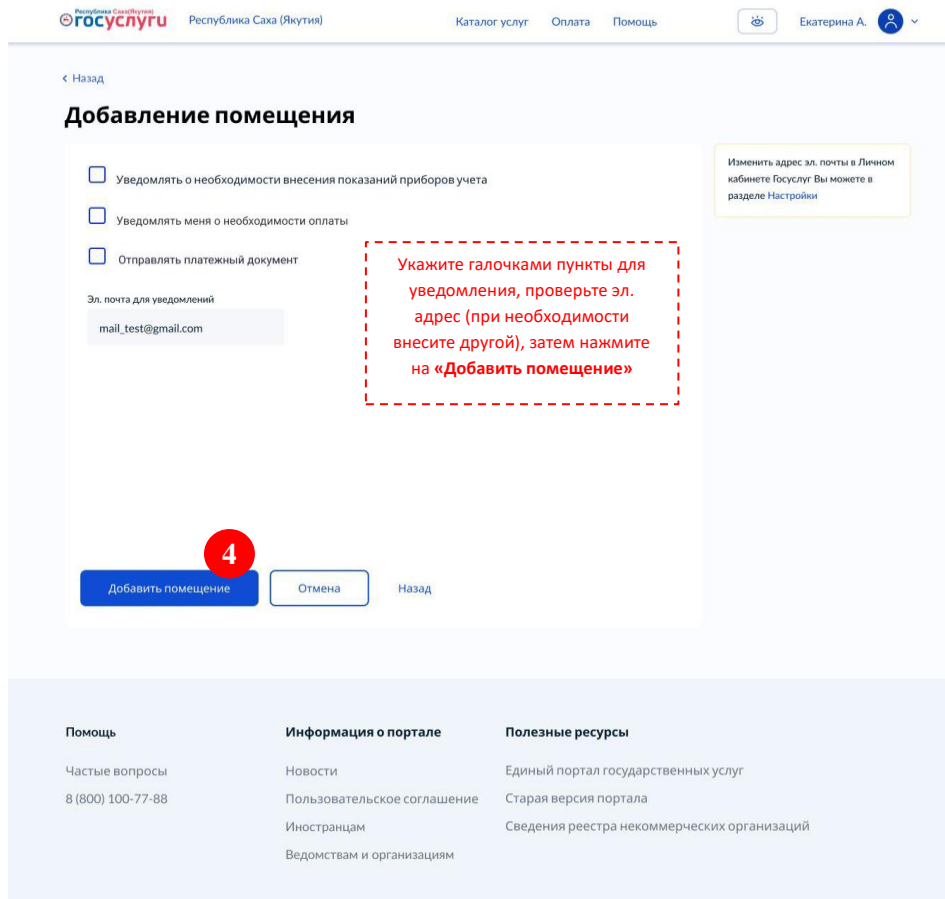 Республика Саха(Якутия)
госуслуги
Республика Саха (Якутия)
Каталог услуг
Оплата
Помощь
Екатерина А.
Назад
Добавление помещения
Уведомлять о необходимости внесения показаний приборов учета
Уведомлять меня о необходимости оплаты
Отправлять платежный документ
Эл. почта для уведомлений
mail_test@gmail.com
Укажите галочками пункты для
уведомления, проверьте эл.
адрес (при необходимости
внесите другой), затем нажмите
на «Добавить помещение»
Изменить адрес эл. почты в Личном
кабинете Госуслуг Вы можете в
разделе Настройки
4
Добавить помещение
Отмена
Назад
Помощь
Частые вопросы
8 (800) 100-77-88
Информация о портале
Новости
Пользовательское соглашение
Иностранцам
Ведомствам и организациям
Полезные ресурсы
Единый портал государственных услуг
Старая версия портала
Сведения реестра некоммерческих организаций